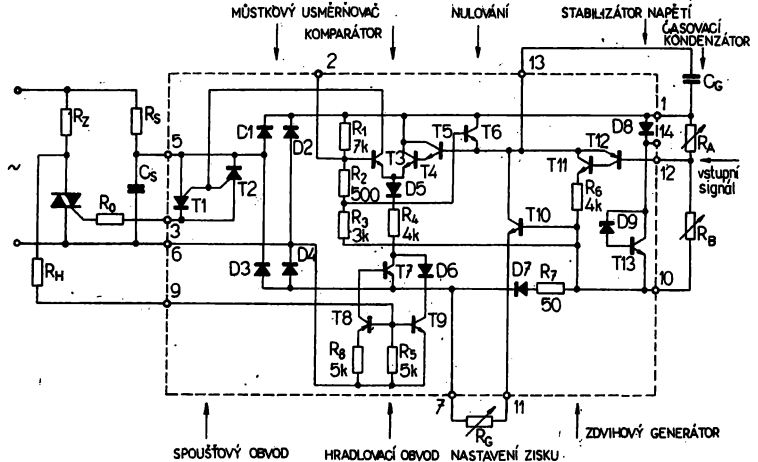 MŮSTKOVÝ USMĚRŇOVAČ
KOMPARÁTOR
NULOVÁNÍ
STABILIZÁTOR NAPĚTÍ
ČASOVACÍ
KONDENZÁTOR
2
13
CG
1
RZ
RS
5
D1
D2
R1
7k
T3
T4
T5
T6
D8
14
RA
T12
T11
12
vstupní
signál
~
CS
T1
T2
R2
500
D5
R6
4k
R0
3
R3
3k
R4
4k
T10
D9
RB
6
D3
D4
T13
RH
T7
D6
D7
R7
50
10
9
T8
T9
R8
5k
R5
5k
7
11
RG
SPOUŠŤOVÝ OBVOD
HRADLOVACÍ OBVOD
NASTAVENÍ ZISKU
ZDVIHOVÝ GENERÁTOR